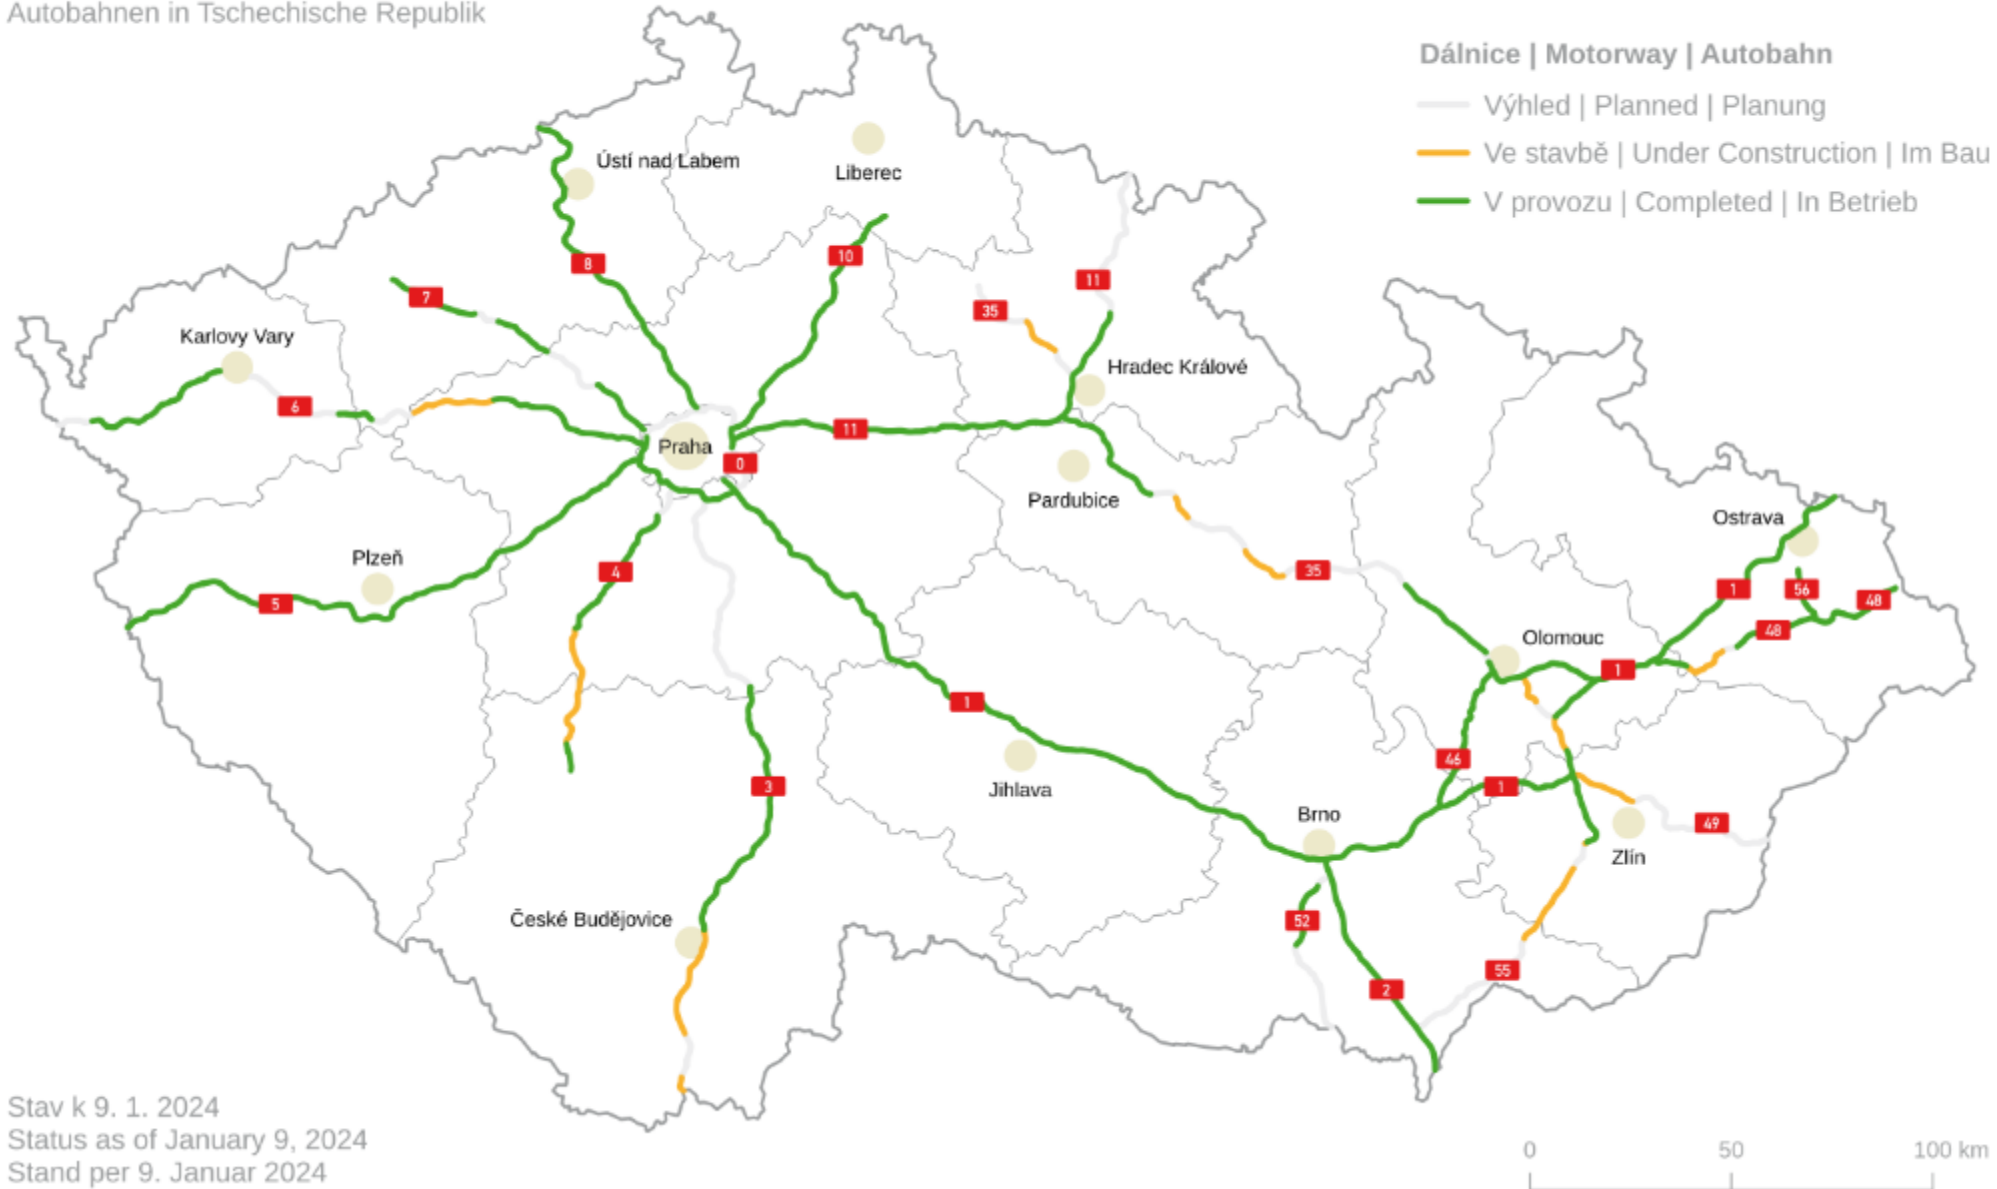 Autobahnen in Tschechische Republik
Dálnice | Motorway | Autobahn
Výhled | Planned | Planung
Ve stavbě | Under Construction | Im Bau
V provozu | Completed | In Betrieb
Ústí nad Labem
Liberec
8
10
11
7
35
Karlovy Vary
Hradec Králové
6
11
Praha
0
Pardubice
Ostrava
Plzeň
4
35
5
1
56
48
48
Olomouc
1
1
46
3
Jihlava
1
Brno
49
Zlín
České Budějovice
52
55
2
Stav k 9. 1. 2024
Status as of January 9, 2024
Stand per 9. Januar 2024
0 50 100 km